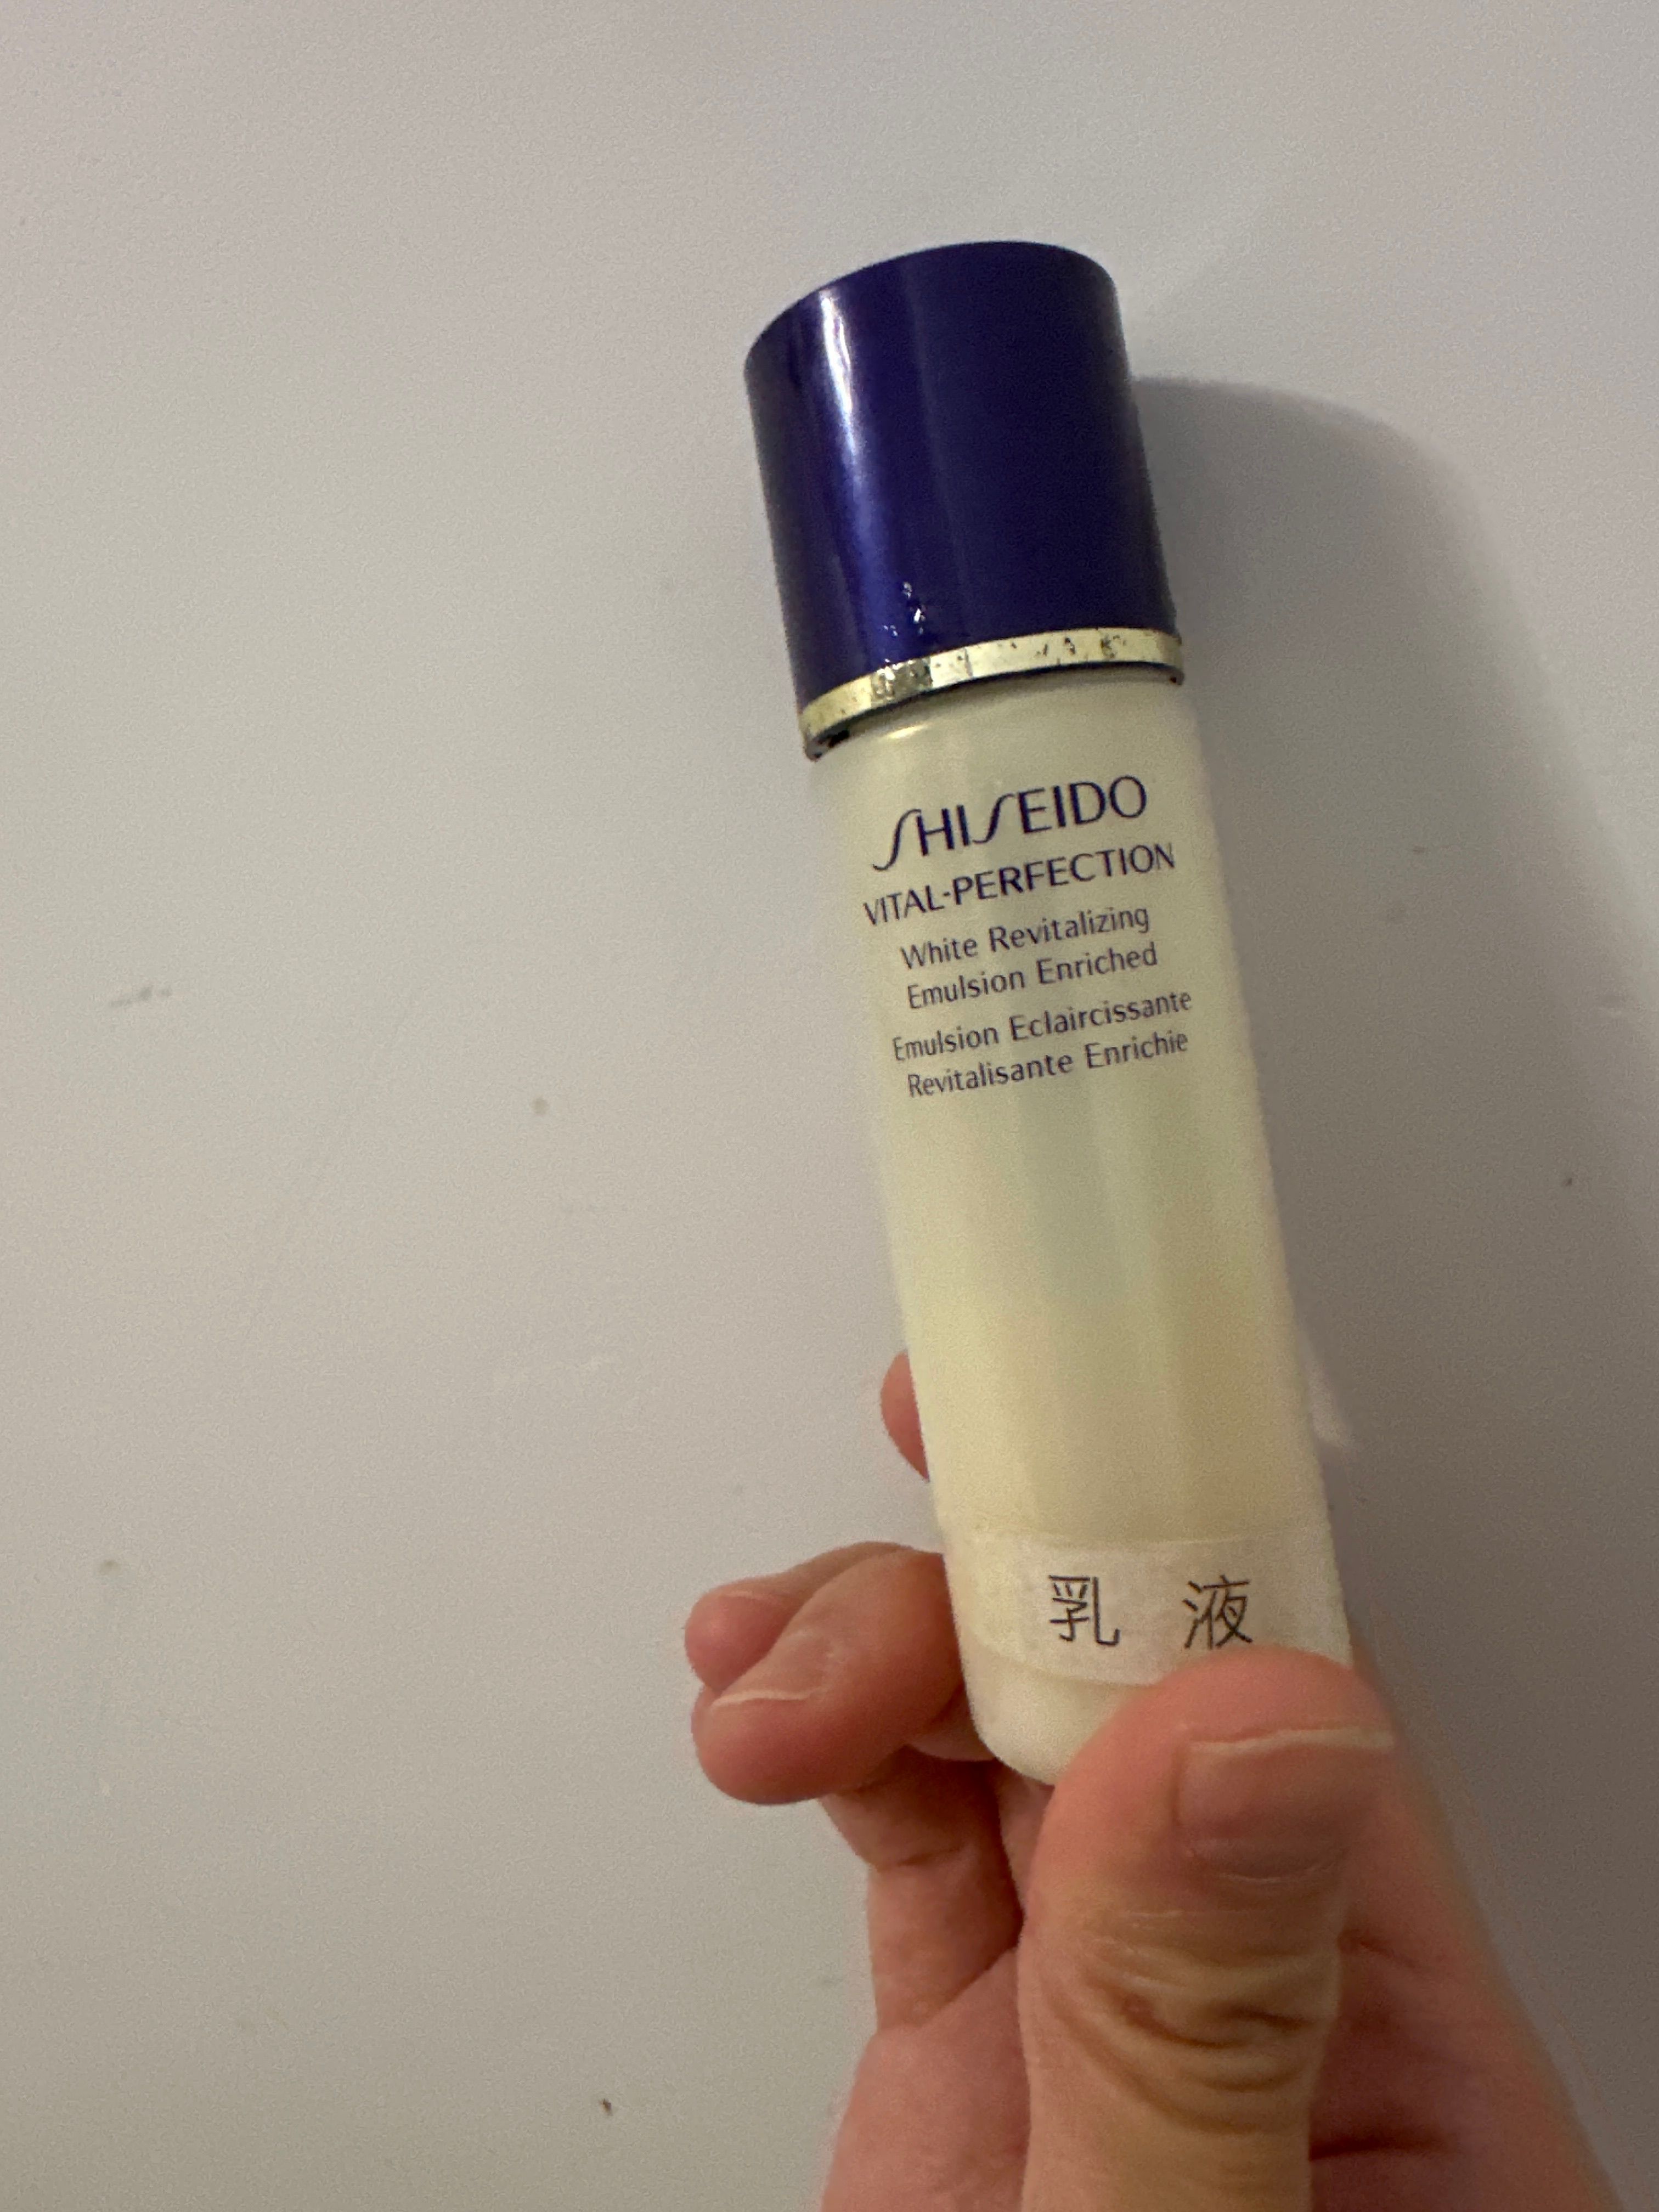 SHISEIDO
VITAL-PERFECTION
White Revitalizing
Emulsion Enriched
Emulsion Eclaircissante
Revitalisante Enrichie
乳 液